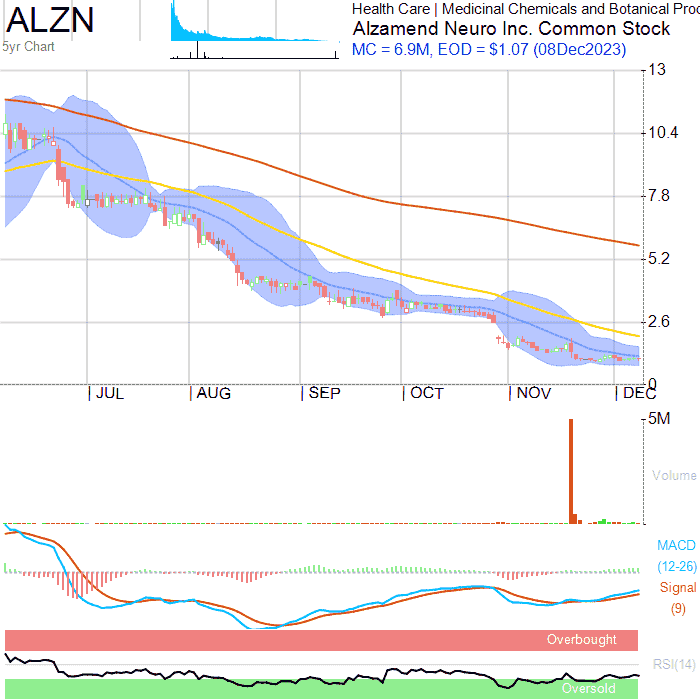 ALZN
5yr Chart
Health Care | Medicinal Chemicals and Botanical Proc
Alzamend Neuro Inc. Common Stock
MC = 6.9M, EOD = $1.07 (08Dec2023)
13
10.4
7.8
5.2
2.6
0
JUL AUG SEP OCT NOV DEC
5M
Volume
MACD
(12-26)
Signal
(9)
Overbought
RSI(14)
Oversold